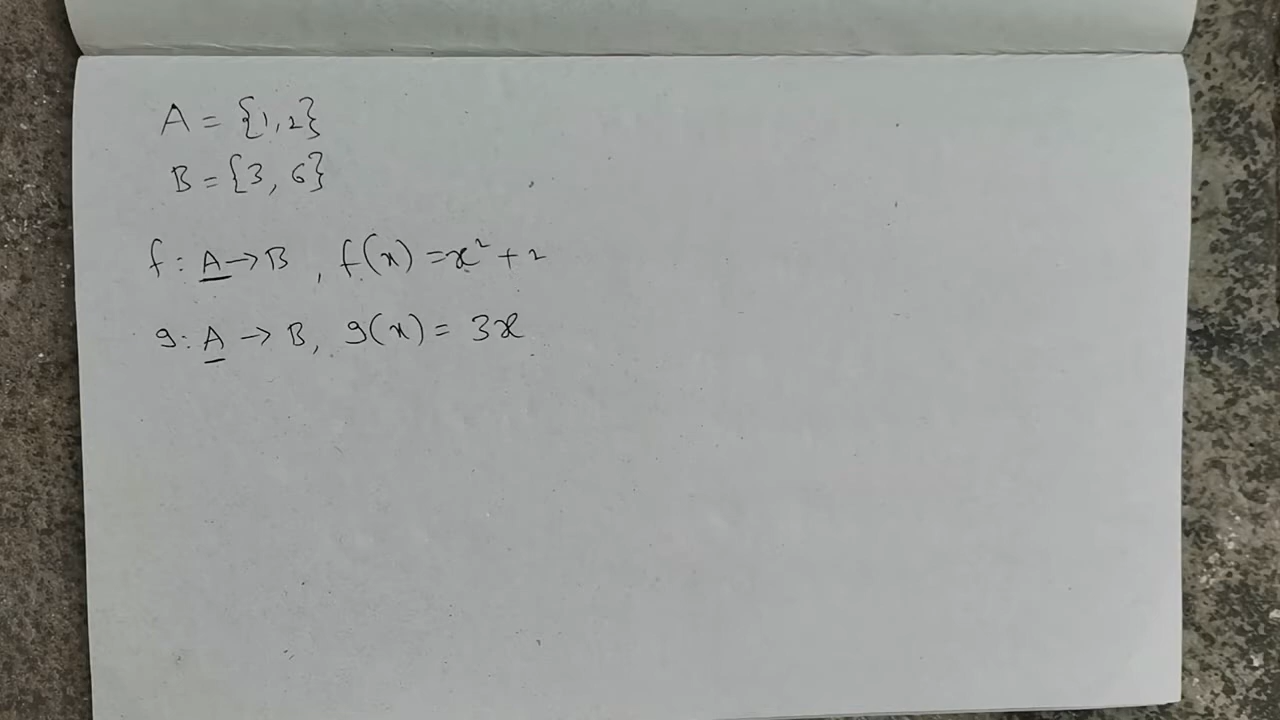 A = {1,2}
B = {3, 6}
f: A→B , f(x) = x² + 2
g: A → B, g(x) = 3x